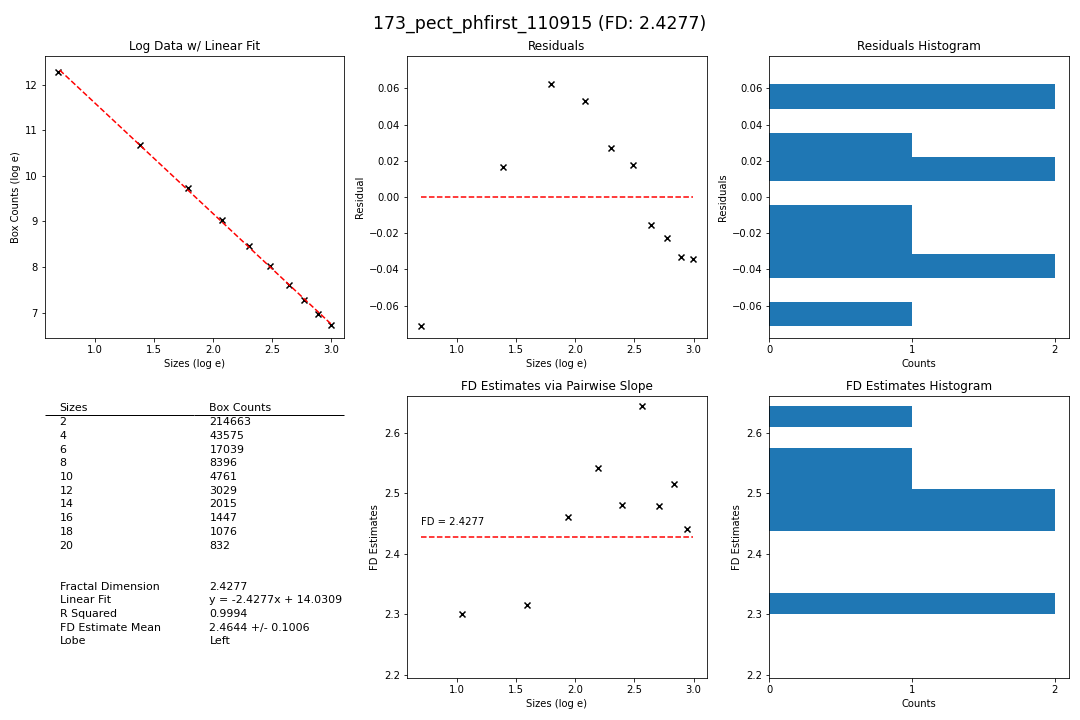 173_pect_phfirst_110915 (FD: 2.4277)
Log Data w/ Linear Fit
Box Counts (log e)
12
11
10
9
8
7
1.0 1.5 2.0 2.5 3.0
Sizes (log e)
Residuals
Residual
0.06
0.04
0.02
0.00
−0.02
−0.04
−0.06
1.0 1.5 2.0 2.5 3.0
Sizes (log e)
Residuals Histogram
Residuals
0.06
0.04
0.02
0.00
−0.02
−0.04
−0.06
0 1 2
Counts
Sizes Box Counts
2 214663
4 43575
6 17039
8 8396
10 4761
12 3029
14 2015
16 1447
18 1076
20 832
Fractal Dimension 2.4277
Linear Fit y = -2.4277x + 14.0309
R Squared 0.9994
FD Estimate Mean 2.4644 +/- 0.1006
Lobe Left
FD Estimates via Pairwise Slope
FD Estimates
2.6
2.5
2.4
2.3
2.2
FD = 2.4277
1.0 1.5 2.0 2.5 3.0
Sizes (log e)
FD Estimates Histogram
FD Estimates
2.6
2.5
2.4
2.3
2.2
0 1 2
Counts